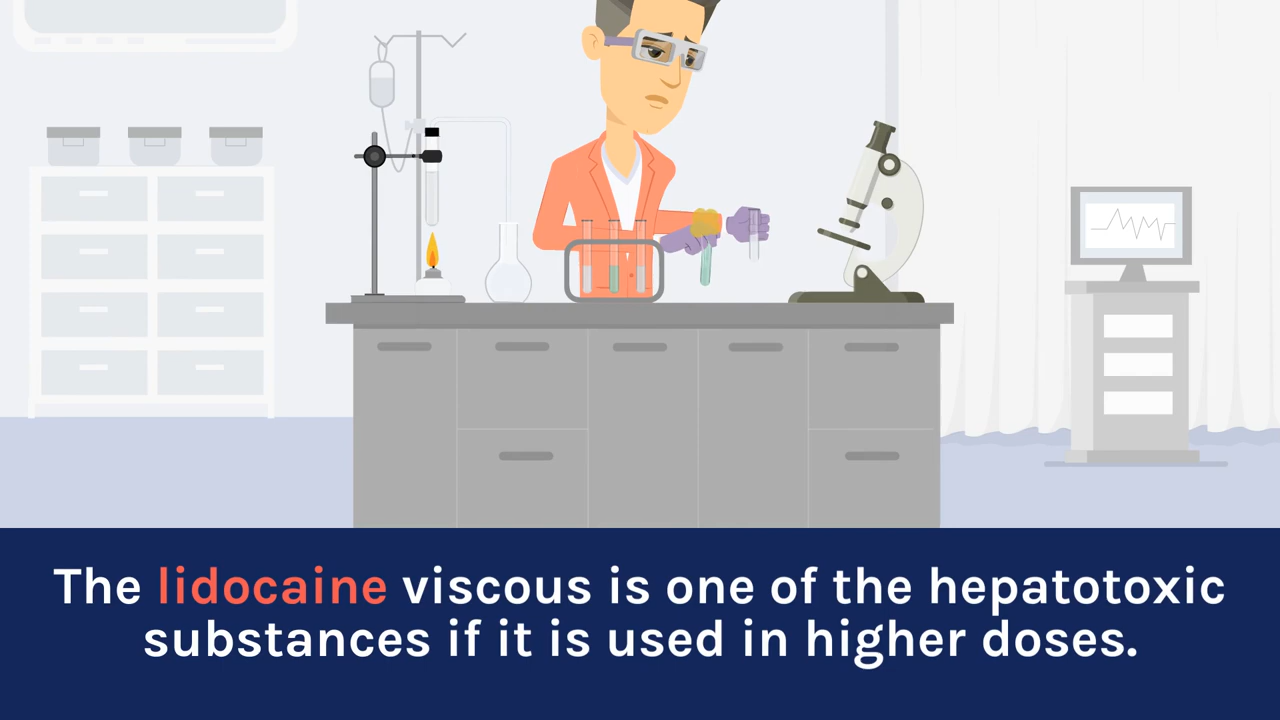 The lidocaine viscous is one of the hepatotoxic
substances if it is used in higher doses.